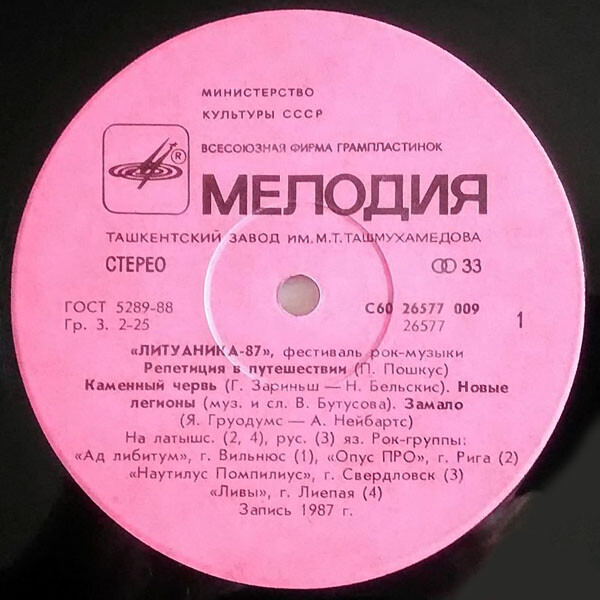 МИНИСТЕРСТВО
КУЛЬТУРЫ СССР
ВСЕСОЮЗНАЯ ФИРМА ГРАМПЛАСТИНОК
®
МЕЛОДИЯ
ТАШКЕНТСКИЙ ЗАВОД ИМ. М.Т. ТАШМУХАМЕДОВА
СТЕРЕО 33
ГОСТ 5289-88 С60 26577 009
Гр. 3. 2-25 26577 1
«ЛИТУАНИКА-87», фестиваль рок-музыки
Репетиция в путешествии (П. Пошкус)
Каменный червь (Г. Зариньш — Н. Бельскис). Новые
легионы (муз. и сл. В. Бутусова). Замало
(Я. Груодумс — А. Нейбартс)
На латышс. (2, 4), рус. (3) яз. Рок-группы:
«Ад либитум», г. Вильнюс (1), «Опус ПРО», г. Рига (2)
«Наутилус Помпилиус», г. Свердловск (3)
«Ливы», г. Лиепая (4)
Запись 1987 г.